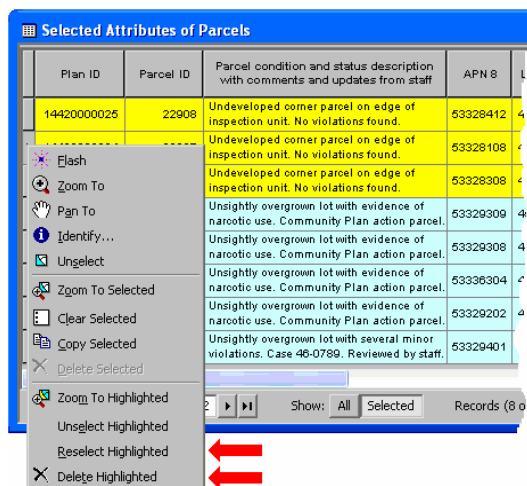 Selected Attributes of Parcels
Plan ID
Parcel ID
Parcel condition and status description
with comments and updates from staff
APN 8
14420000025
22908
Undeveloped corner parcel on edge of
inspection unit. No violations found.
53328412
4
Undeveloped corner parcel on edge of
inspection unit. No violations found.
53328108
Undeveloped corner parcel on edge of
inspection unit. No violations found.
53328308
Unsightly overgrown lot with evidence of
narcotic use. Community Plan action parcel.
53329309
Unsightly overgrown lot with evidence of
narcotic use. Community Plan action parcel.
53329308
4
Unsightly overgrown lot with evidence of
narcotic use. Community Plan action parcel.
53336304
Unsightly overgrown lot with evidence of
narcotic use. Community Plan action parcel.
53329202
Unsightly overgrown lot with several minor
violations. Case 46-0789. Reviewed by staff.
53329401
Flash
Zoom To
Pan To
Identify...
Unselect
Zoom To Selected
Clear Selected
Copy Selected
Delete Selected
Zoom To Highlighted
Unselect Highlighted
Reselect Highlighted
Delete Highlighted
2
Show: All Selected
Records (8 o